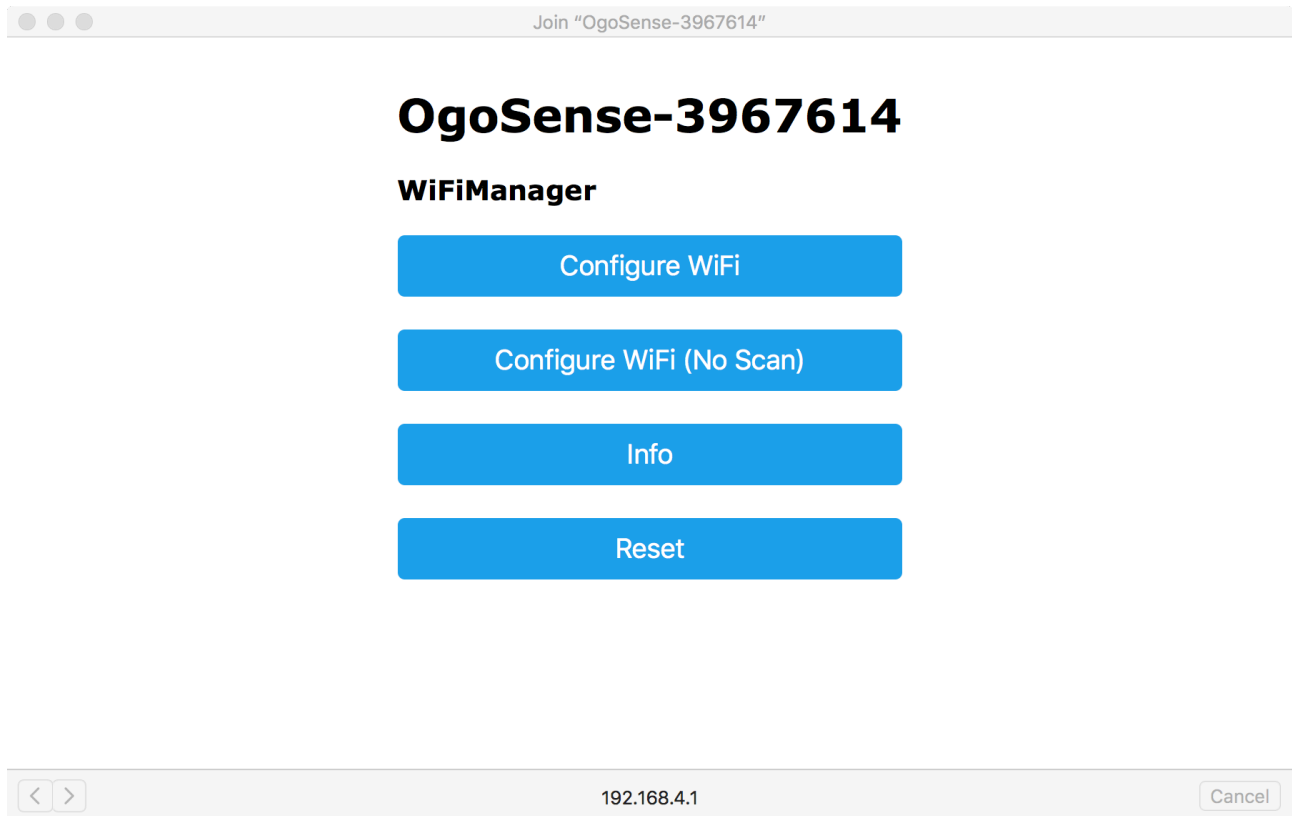 Join “OgoSense-3967614”
OgoSense-3967614
WiFiManager
Configure WiFi
Configure WiFi (No Scan)
Info
Reset
192.168.4.1
Cancel